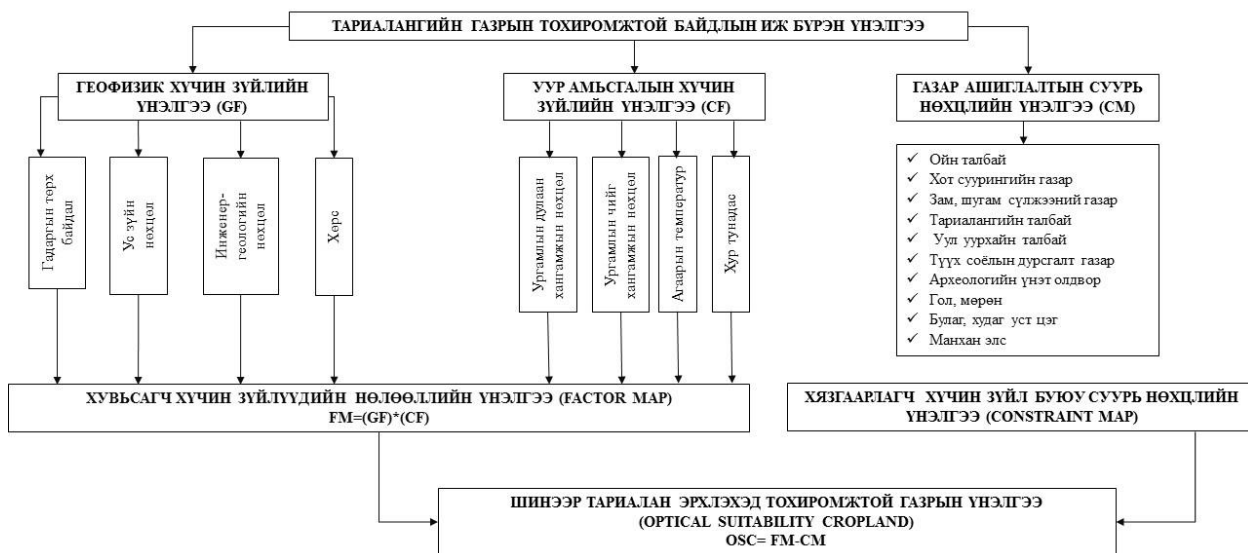 ТАРИАЛАНГИЙН ГАЗРЫН ТОХИРОМЖТОЙ БАЙДЛЫН ИЖ БҮРЭН ҮНЭЛГЭЭ
ГЕОФИЗИК ХҮЧИН ЗҮЙЛИЙН
ҮНЭЛГЭЭ (GF)
Гадаргын төрх
байдал
Ус зүйн
нөхцөл
Инженер-
геологийн
нөхцөл
Хөрс
УУР АМЬСГАЛЫН ХҮЧИН
ЗҮЙЛИЙН ҮНЭЛГЭЭ (CF)
Ургамлын дулаан
хангамжын нөхцөл
Ургамлын чийг
хангамжын нөхцөл
Агаарын температур
Хур тунадас
ГАЗАР АШИГЛАЛТЫН СУУРЬ
НӨХЦЛИЙН ҮНЭЛГЭЭ (CM)
✓ Ойн талбай
✓ Хот суурингийн газар
✓ Зам, шугам сүлжээний газар
✓ Тариалангийн талбай
✓ Уул уурхайн талбай
✓ Түүх соёлын дурсгалт газар
✓ Археологийн үнэт олдвор
✓ Гол, мөрөн
✓ Булаг, худаг уст цэг
✓ Манхан элс
ХУВЬСАГЧ ХҮЧИН ЗҮЙЛҮҮДИЙН НӨЛӨӨЛЛИЙН ҮНЭЛГЭЭ (FACTOR MAP)
FM=(GF)*(CF)
ХЯЗГААРЛАГЧ ХҮЧИН ЗҮЙЛ БУЮУ СУУРЬ НӨХЦЛИЙН
ҮНЭЛГЭЭ (CONSTRAINT MAP)
ШИНЭЭР ТАРИАЛАН ЭРХЛЭХЭД ТОХИРОМЖТОЙ ГАЗРЫН ҮНЭЛГЭЭ
(OPTICAL SUITABILITY CROPLAND)
OSC= FM-CM